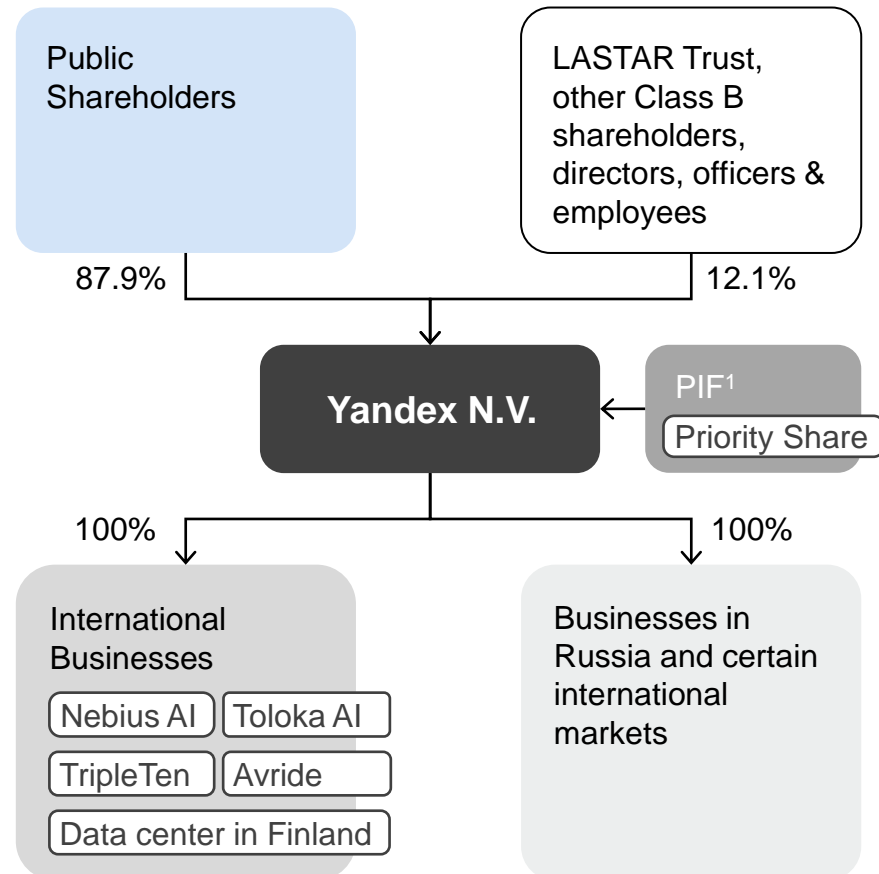 Public
Shareholders
LASTAR Trust,
other Class B
shareholders,
directors, officers &
employees
87.9%
12.1%
Yandex N.V.
PIF¹
Priority Share
100%
100%
International
Businesses
Nebius AI
Toloka AI
TripleTen
Avride
Data center in Finland
Businesses in
Russia and certain
international
markets